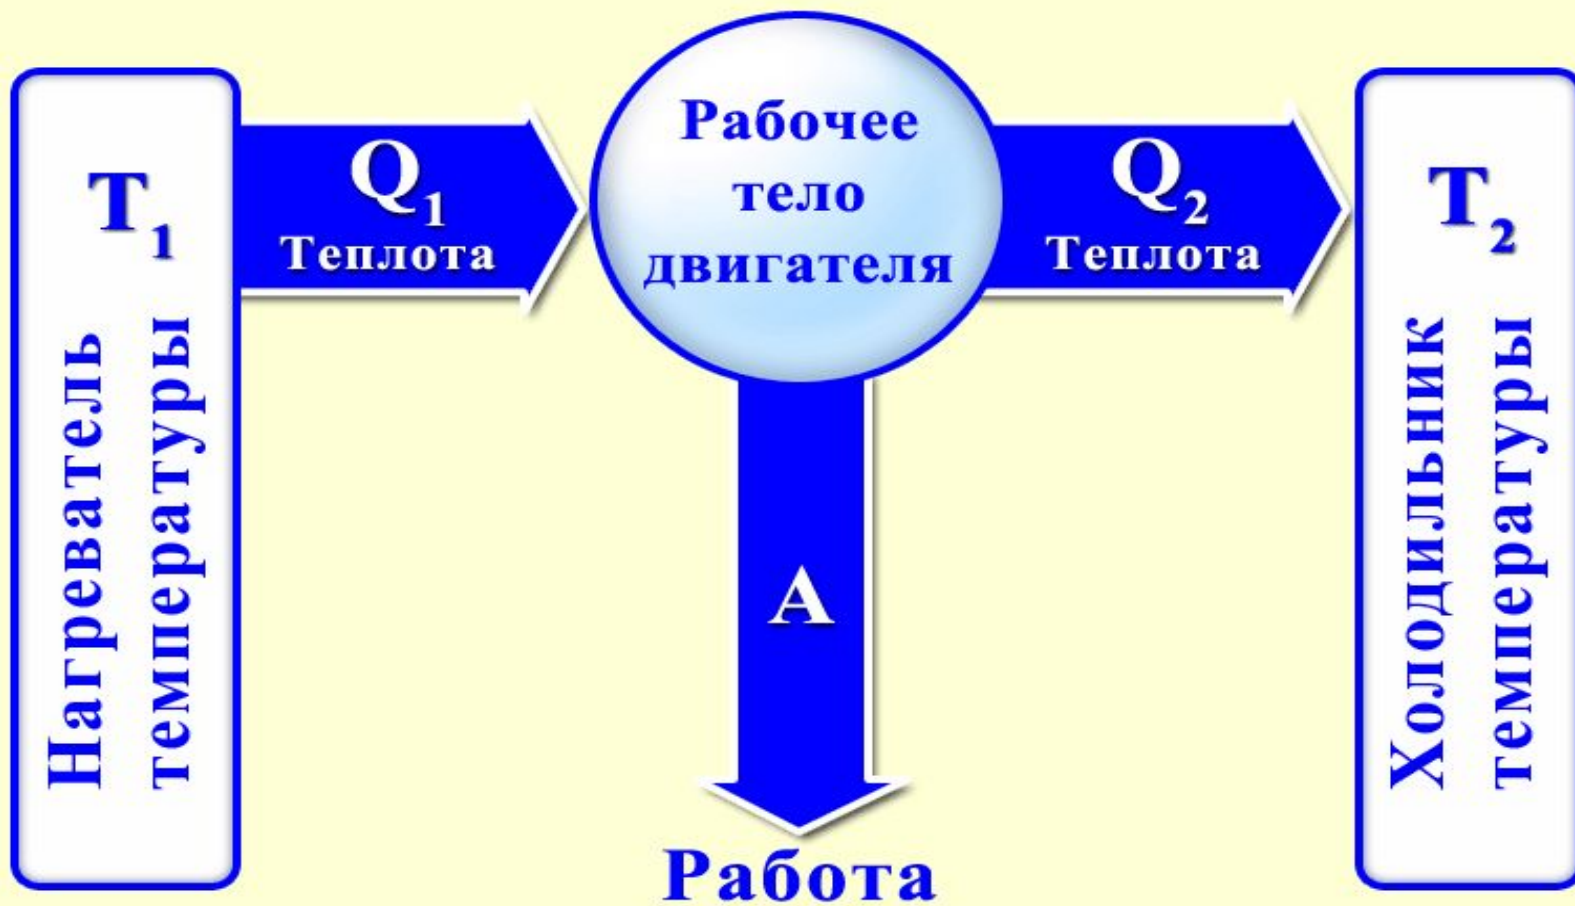 T₁
Нагреватель
температуры
Q₁
Теплота
Рабочее
тело
двигателя
Q₂
Теплота
T₂
Холодильник
температуры
A
Работа